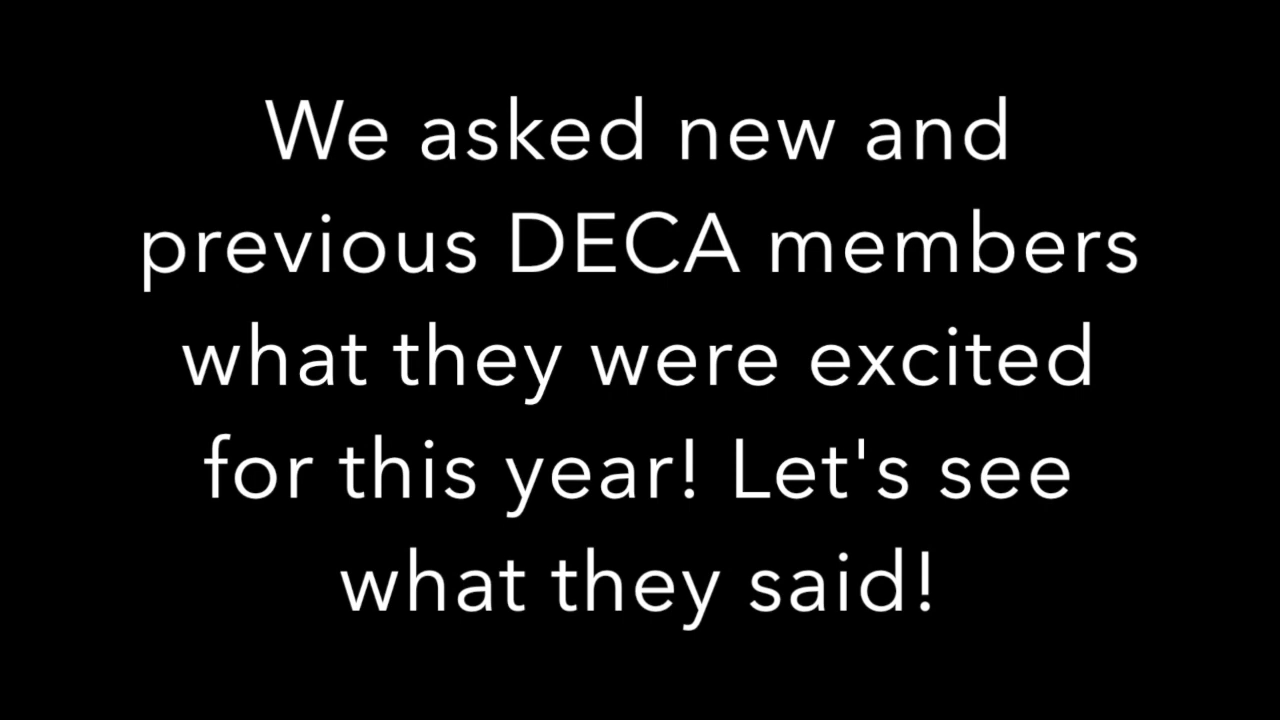 We asked new and
previous DECA members
what they were excited
for this year! Let's see
what they said!